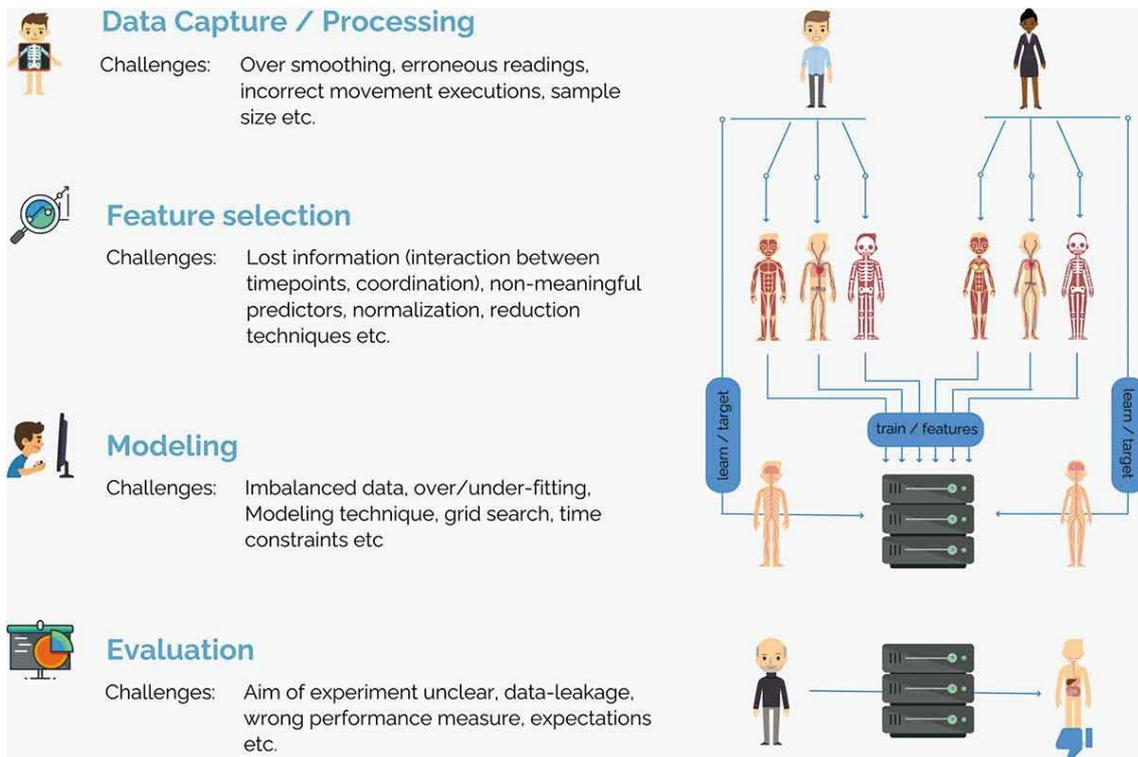 Data Capture / Processing
Challenges: Over smoothing, erroneous readings,
incorrect movement executions, sample
size etc.
Feature selection
Challenges: Lost information (interaction between
timepoints, coordination), non-meaningful
predictors, normalization, reduction
techniques etc.
Modeling
Challenges: Imbalanced data, over/under-fitting,
Modeling technique, grid search, time
constraints etc
Evaluation
Challenges: Aim of experiment unclear, data-leakage,
wrong performance measure, expectations
etc.
learn / target
train / features
learn / target